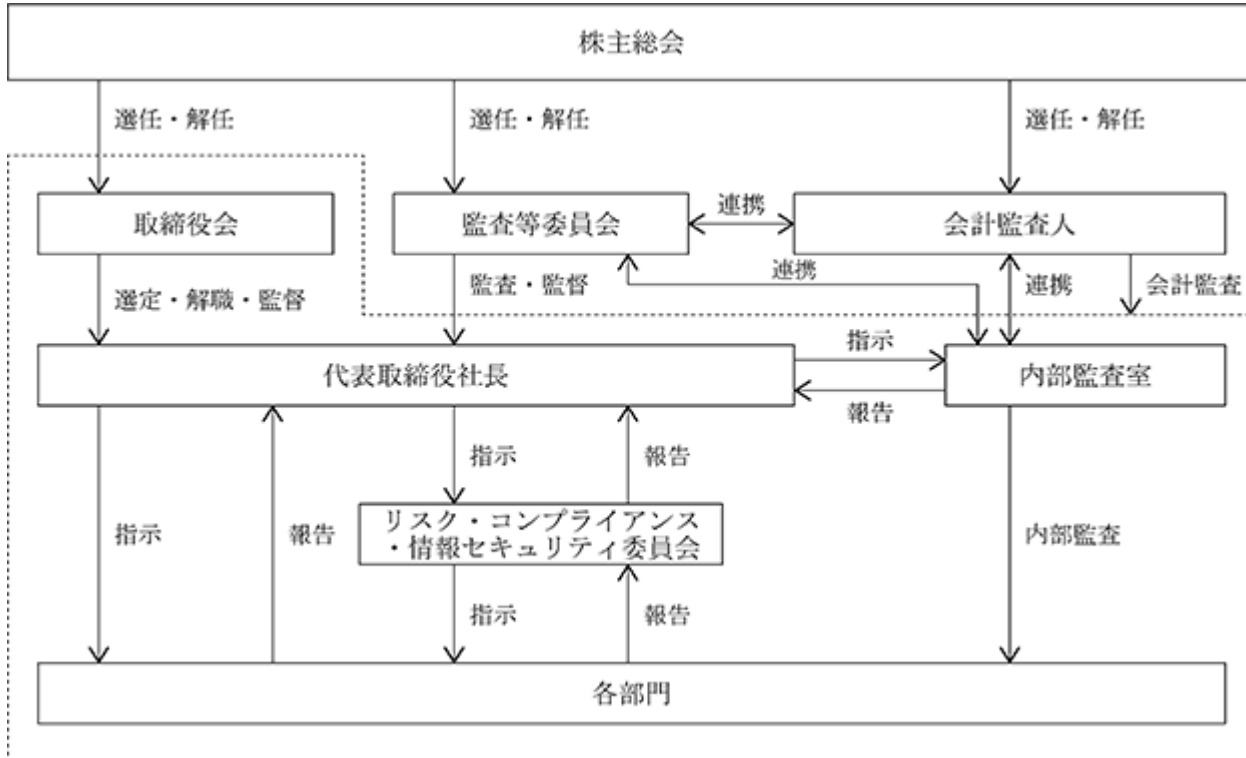 株主総会
選任・解任
選任・解任
選任・解任
取締役会
監査等委員会
連携
会計監査人
選定・解職・監督
監査・監督
連携
連携
会計監査
代表取締役社長
指示
報告
内部監査室
指示
報告
指示
報告
リスク・コンプライアンス
・情報セキュリティ委員会
内部監査
指示
報告
各部門